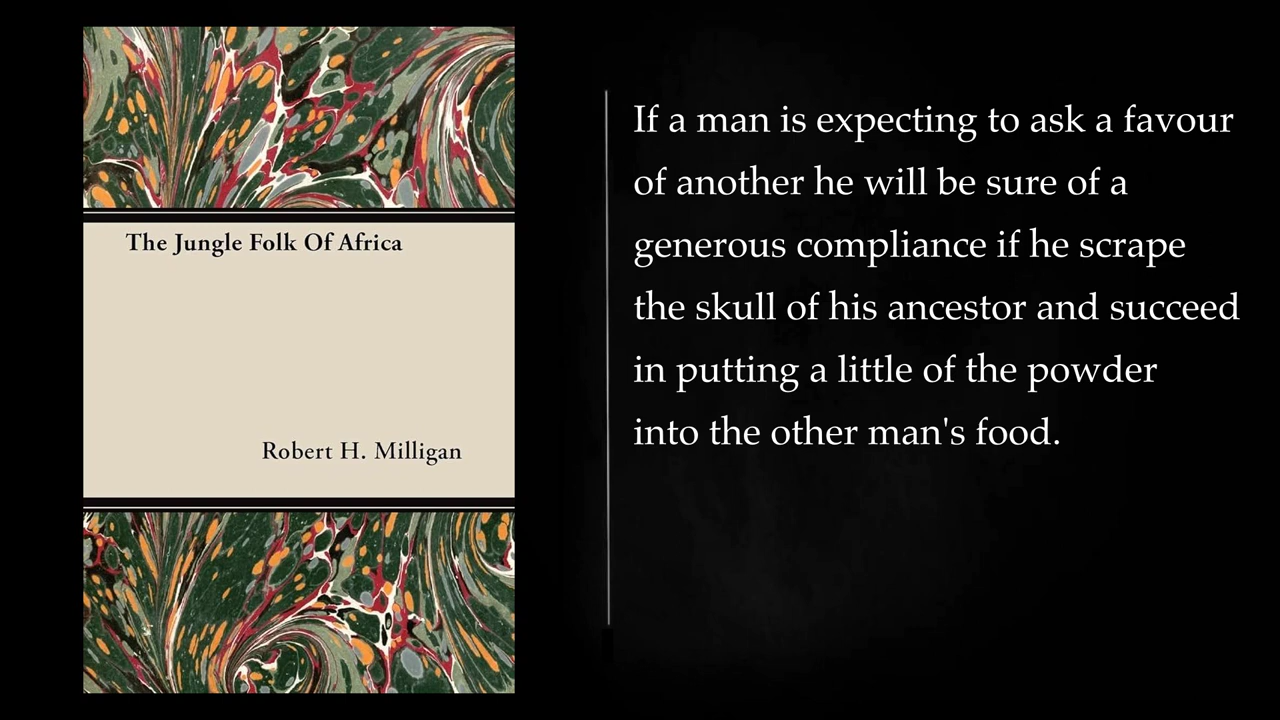 The Jungle Folk Of Africa
Robert H. Milligan
If a man is expecting to ask a favour
of another he will be sure of a
generous compliance if he scrape
the skull of his ancestor and succeed
in putting a little of the powder
into the other man's food.